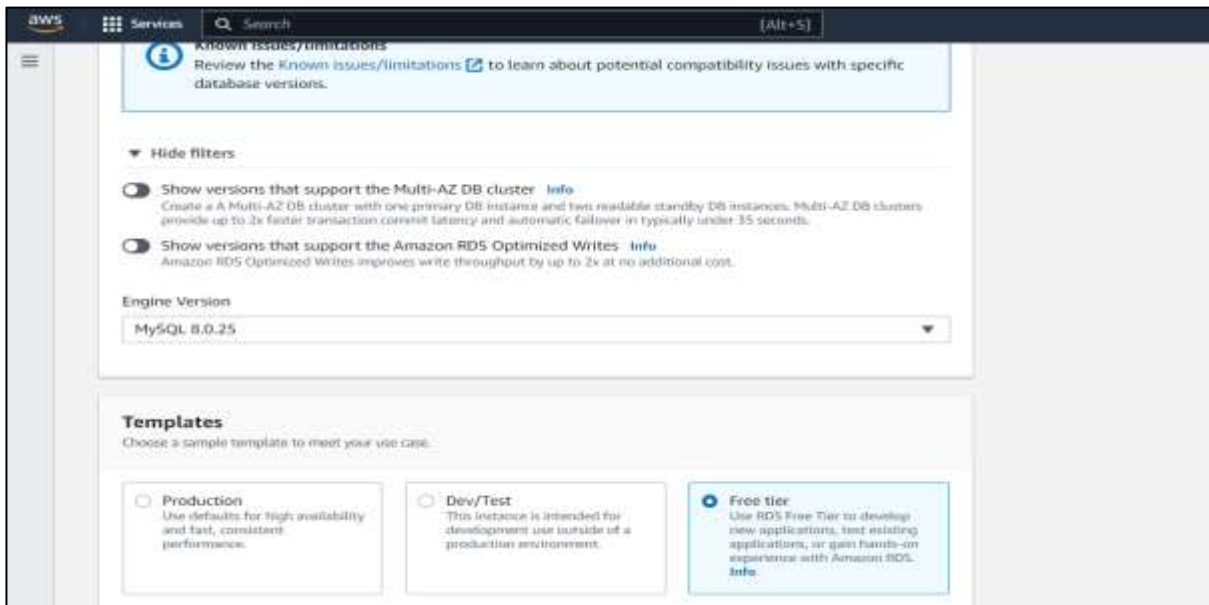 aws
Services
Search
[Alt+S]
Known issues/limitations
Review the Known issues/limitations to learn about potential compatibility issues with specific
database versions.
Hide filters
Show versions that support the Multi-AZ DB cluster Info
Create a A Multi-AZ DB cluster with one primary DB instance and two readable standby DB instances. Multi-AZ DB clusters
provide up to 2x faster transaction commit latency and automatic failover in typically under 35 seconds.
Show versions that support the Amazon RDS Optimized Writes Info
Amazon RDS Optimized Writes improves write throughput by up to 2x at no additional cost.
Engine Version
MySQL 8.0.25
Templates
Choose a sample template to meet your use case.
Production
Use defaults for high availability
and fast, consistent
performance.
Dev/Test
This instance is intended for
development use outside of a
production environment.
Free tier
Use RDS Free Tier to develop
new applications, test existing
applications, or gain hands-on
experience with Amazon RDS.
Info